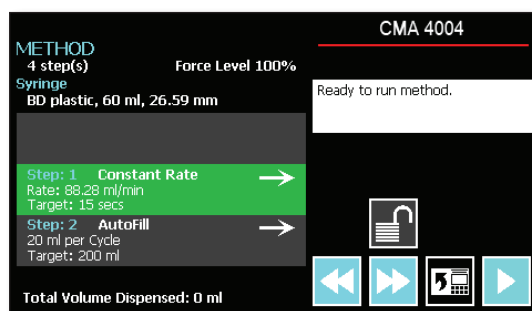 CMA 4004
METHOD
4 step(s) Force Level 100%
Syringe
BD plastic, 60 ml, 26.59 mm
Ready to run method.
Step: 1 Constant Rate
Rate: 88.28 ml/min
Target: 15 secs
Step: 2 AutoFill
20 ml per Cycle
Target: 200 ml
Total Volume Dispensed: 0 ml